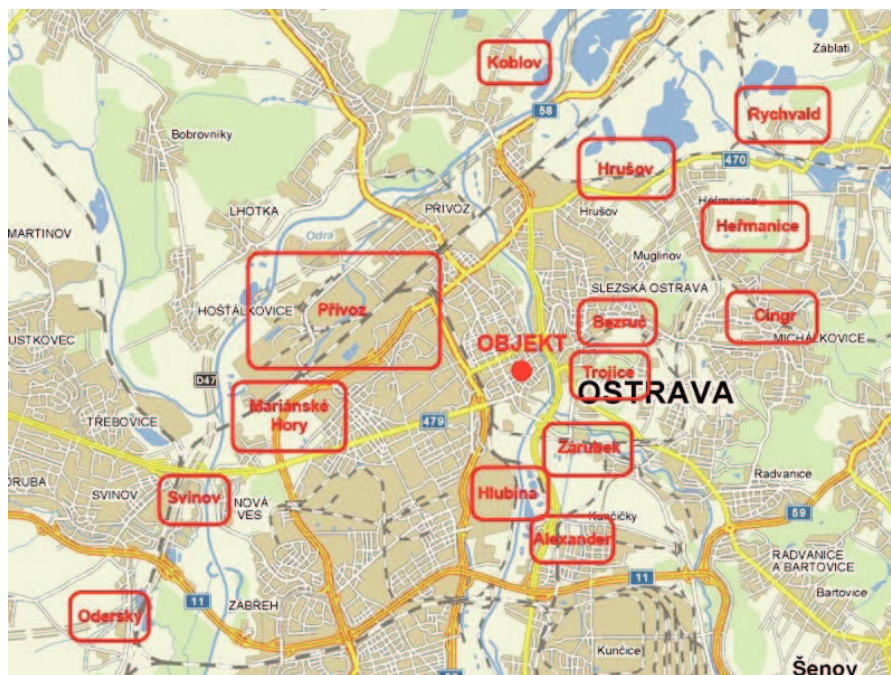 Záblatí
Koblov
58
Rychvald
Bobrovníky
Hrušov
470
LHOTKA
PŘÍVOZ
Hrušov
Heřmanice
Heřmanice
MARTINOV
Odra
Muglinov
SLEZSKÁ OSTRAVA
HOŠŤÁLKOVICE
Přívoz
Bezruč
Cingr
MICHÁLKOVICE
USTKOVEC
OBJEKT
Trojice
D47
OSTRAVA
Mariánské
Hory
TŘEBOVICE
479
Zárubek
Radvanice
ORUBA
SVINOV
Svinov
NOVÁ
VES
Hlubina
Kunčičky
59
Alexander
RADVANICE
A BARTOVICE
11
11
Bartovice
ZÁBŘEH
Oderský
Kunčice
Šenov